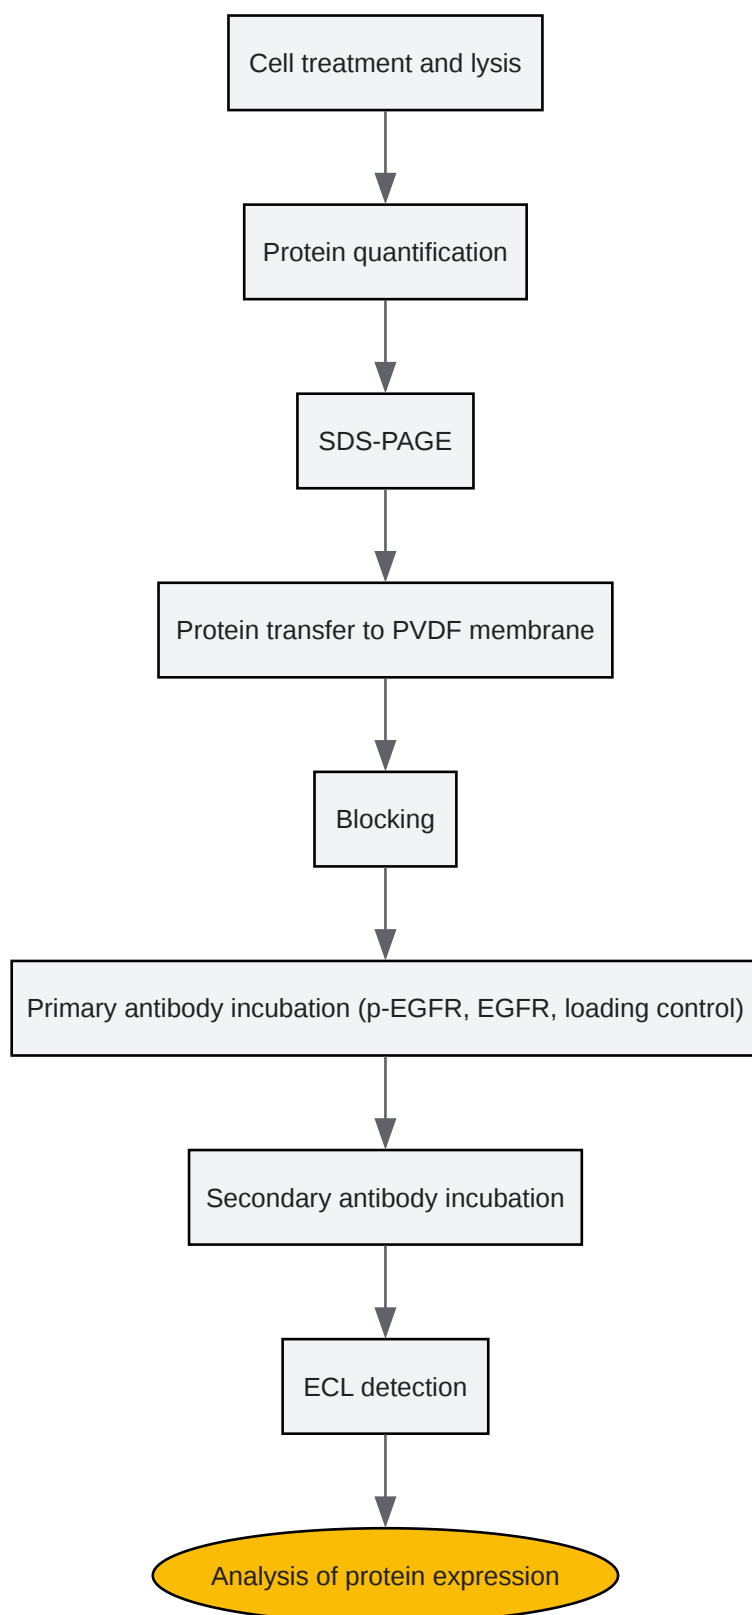 Cell treatment and lysis
Protein quantification
SDS-PAGE
Protein transfer to PVDF membrane
Blocking
Primary antibody incubation (p-EGFR, EGFR, loading control)
Secondary antibody incubation
ECL detection
Analysis of protein expression